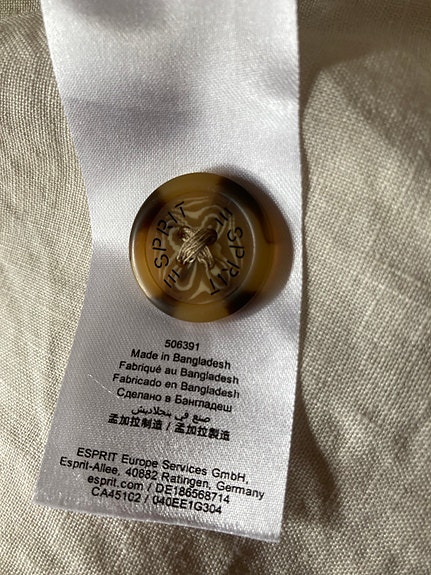 ESPRIT ESPRIT
506391
Made in Bangladesh
Fabriqué au Bangladesh
Fabricado en Bangladesh
Сделано в Бангладеш
صنع في بنجلاديش
孟加拉制造 / 孟加拉製造
ESPRIT Europe Services GmbH,
Esprit-Allee, 40882 Ratingen, Germany
esprit.com / DE186568714
CA45102 / 040EE1G304